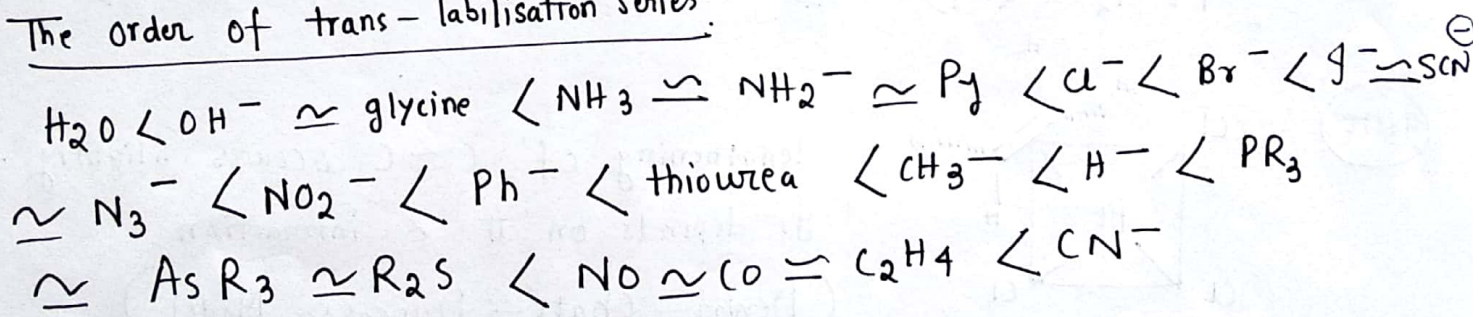 The order of trans - labilisation series.
H2O < OH⁻ ≃ glycine < NH3 ≃ NH2⁻ ≃ Py < Cl⁻ < Br⁻ < I⁻ ≃ SCN⊖
≃ N3⁻ < NO2⁻ < Ph⁻ < thiourea < CH3⁻ < H⁻ < PR3
≃ AsR3 ≃ R2S < NO ≃ CO ≃ C2H4 < CN⁻